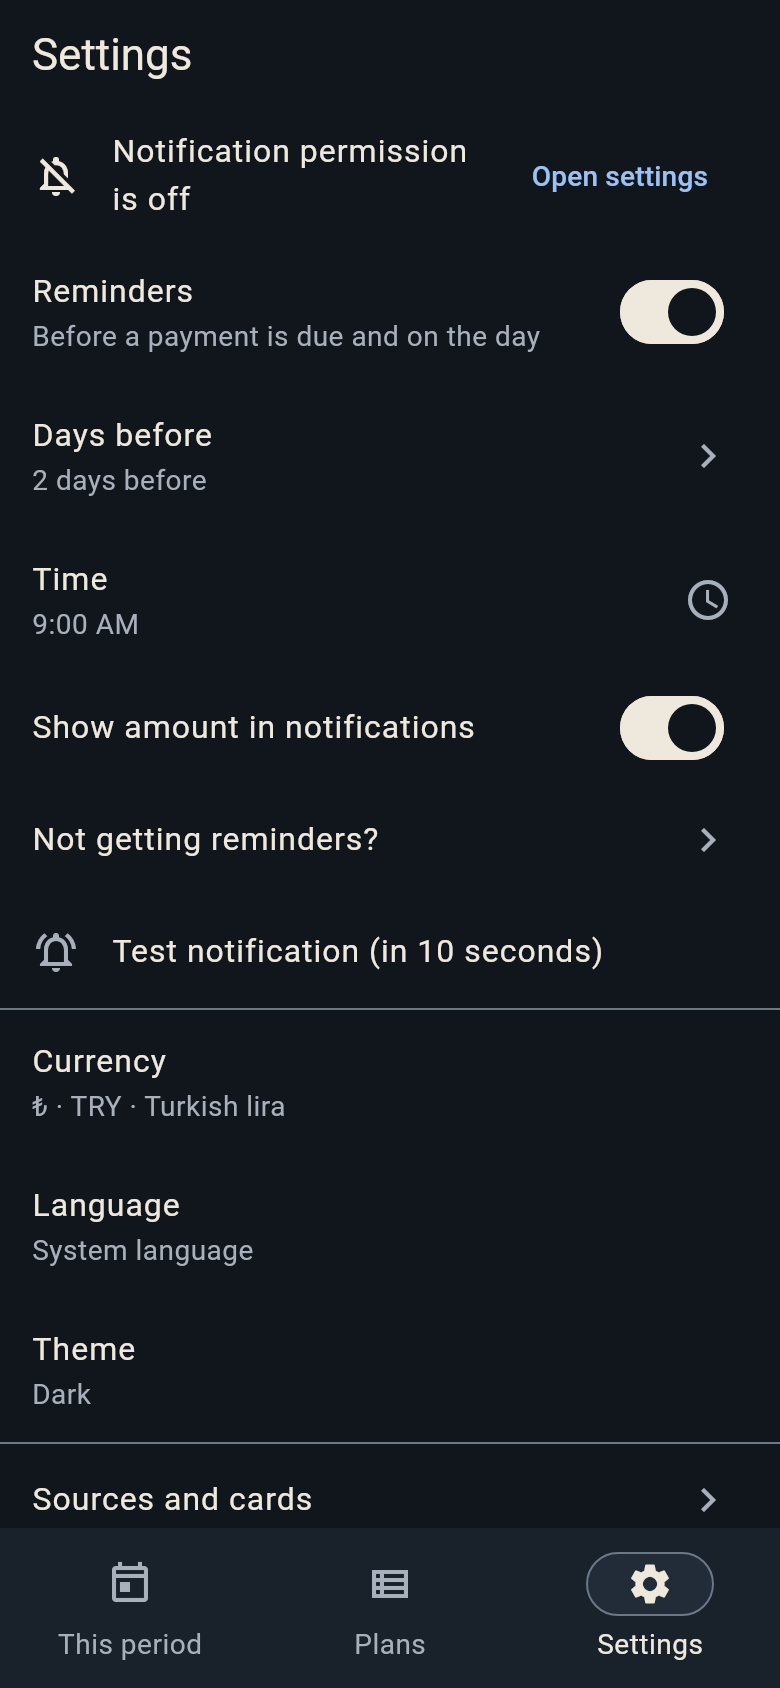 Settings
Notification permission
is off
Open settings
Reminders
Before a payment is due and on the day
Days before
2 days before
Time
9:00 AM
Show amount in notifications
Not getting reminders?
Test notification (in 10 seconds)
Currency
₺ · TRY · Turkish lira
Language
System language
Theme
Dark
Sources and cards
This period
Plans
Settings